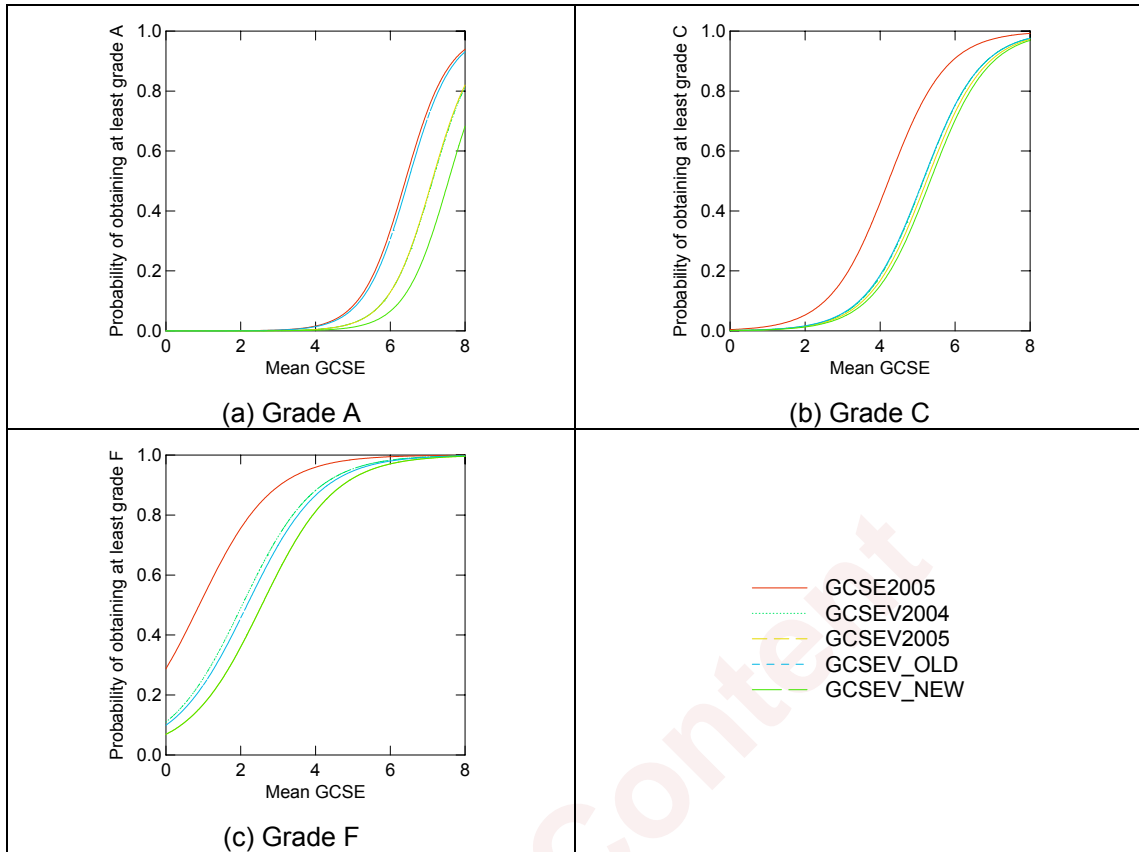 Probability of obtaining at least grade A
1.0
0.8
0.6
0.4
0.2
0.0
0 2 4 6 8
Mean GCSE
(a) Grade A
Probability of obtaining at least grade C
1.0
0.8
0.6
0.4
0.2
0.0
0 2 4 6 8
Mean GCSE
(b) Grade C
Probability of obtaining at least grade F
1.0
0.8
0.6
0.4
0.2
0.0
0 2 4 6 8
Mean GCSE
(c) Grade F
GCSE2005
GCSEV2004
GCSEV2005
GCSEV_OLD
GCSEV_NEW
Content